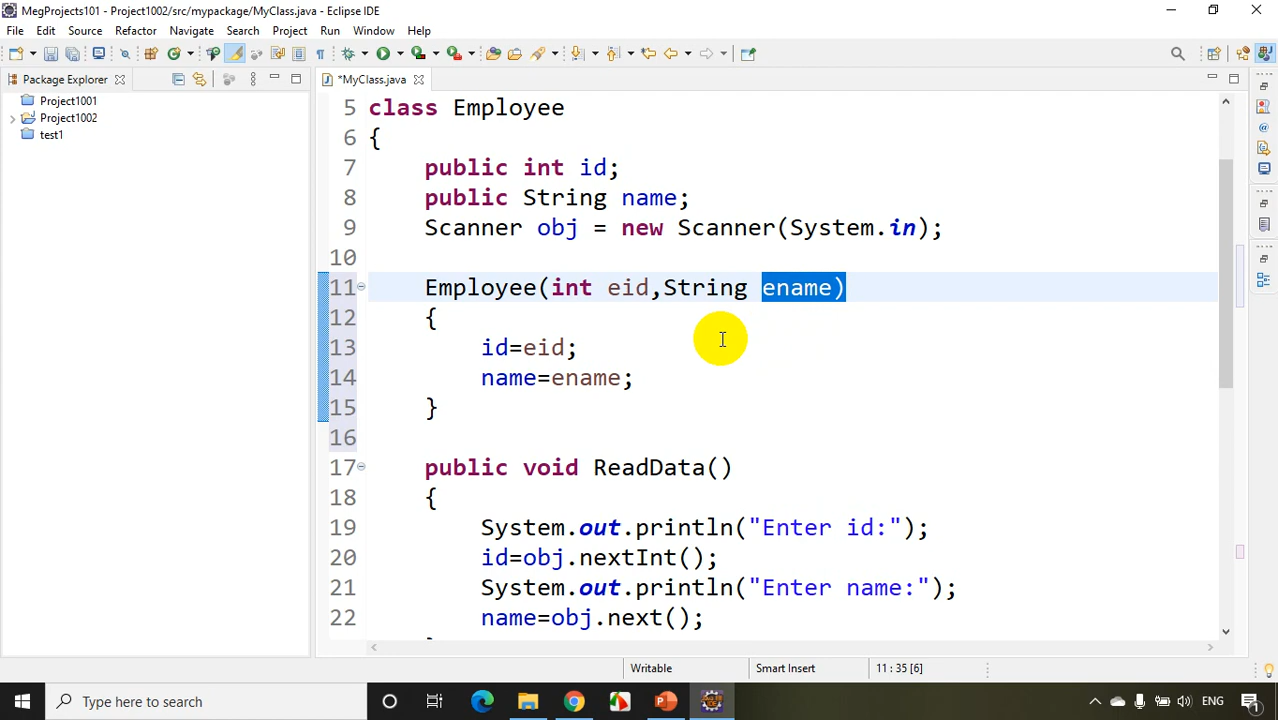 MegProjects101 - Project1002/src/mypackage/MyClass.java - Eclipse IDE
File Edit Source Refactor Navigate Search Project Run Window Help
Package Explorer
*MyClass.java
Project1001
Project1002
test1
5 class Employee
6 {
7 public int id;
8 public String name;
9 Scanner obj = new Scanner(System.in);
10
11 Employee(int eid,String ename)
12 {
13 id=eid;
14 name=ename;
15 }
16
17 public void ReadData()
18 {
19 System.out.println("Enter id:");
20 id=obj.nextInt();
21 System.out.println("Enter name:");
22 name=obj.next();
Writable Smart Insert 11 : 35 [6]
Type here to search
ENG
1